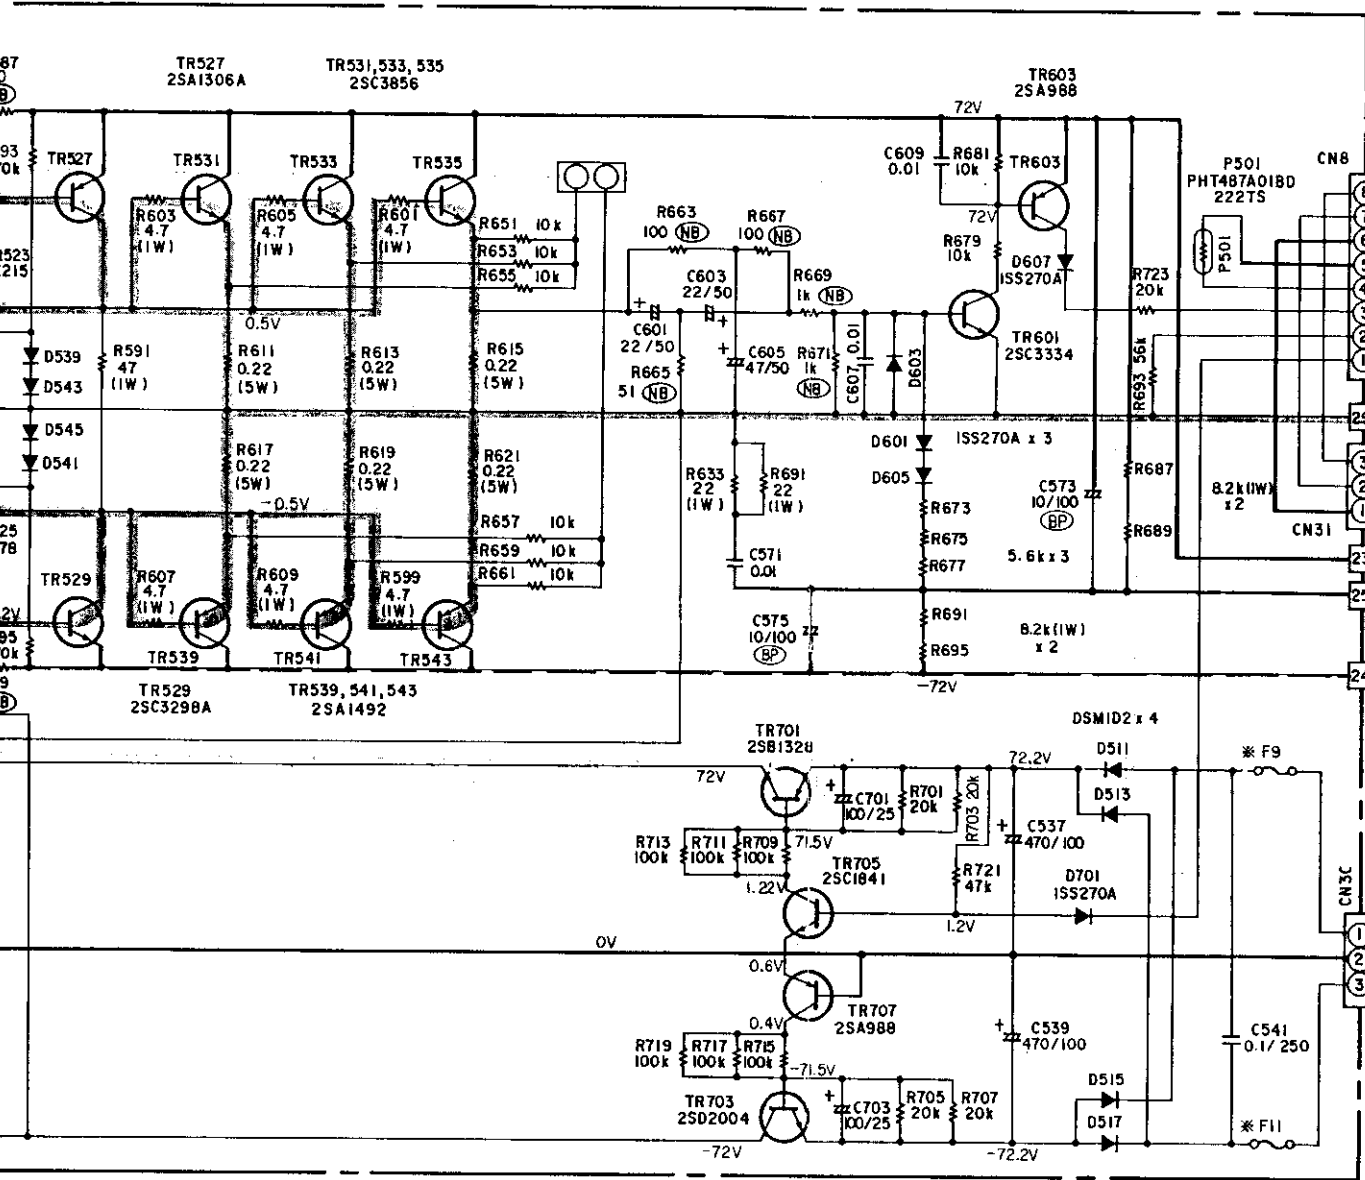 TR527
2SA1306A
TR531,533,535
2SC3856
TR603
2SA988
87
93
TR527
TR531
TR533
TR535
72V
C609
0.01
R681
10k
TR603
P501
PHT487A01BD
222TS
CN8
R603
4.7
(1W)
R605
4.7
(1W)
R601
4.7
(1W)
R651
10k
R653
10k
R655
10k
R663
100 (NB)
R667
100 (NB)
72V
R679
10k
D607
1SS270A
R723
20k
P501
R523
C603
22/50
R669
1k (NB)
0.5V
C601
22/50
TR601
2SC3334
D539
D543
D545
D541
R591
47
(1W)
R611
0.22
(5W)
R613
0.22
(5W)
R615
0.22
(5W)
R665
51 (NB)
C605
47/50
R671
1k
(NB)
C607 0.01
D603
R693 56k
R617
0.22
(5W)
R619
0.22
(5W)
R621
0.22
(5W)
D601
D605
1SS270A x 3
R633
22
(1W)
R691
22
(1W)
C573
10/100
(BP)
R687
8.2k(1W)
x2
-0.5V
R657
10k
R659
10k
R661
10k
R673
R675
R677
5.6k x 3
R689
CN31
C571
0.01
TR529
R607
4.7
(1W)
R609
4.7
(1W)
R599
4.7
(1W)
C575
10/100
(BP)
R691
R695
8.2k(1W)
x 2
TR539
TR541
TR543
-72V
TR529
2SC3298A
TR539,541,543
2SA1492
TR701
2SB1328
DSM1D2 x 4
72V
72.2V
D511
D513
※ F9
C701
100/25
R701
20k
R703 20k
C537
470/100
R713
100k
R711
100k
R709
100k
71.5V
TR705
2SC1841
R721
47k
D701
1SS270A
CN3C
1.22V
1.2V
0V
1
2
3
0.6V
TR707
2SA988
0.4V
C539
470/100
C541
0.1/250
R719
100k
R717
100k
R715
100k
-71.5V
TR703
2SD2004
C703
100/25
R705
20k
R707
20k
D515
D517
※ F11
-72V
-72.2V